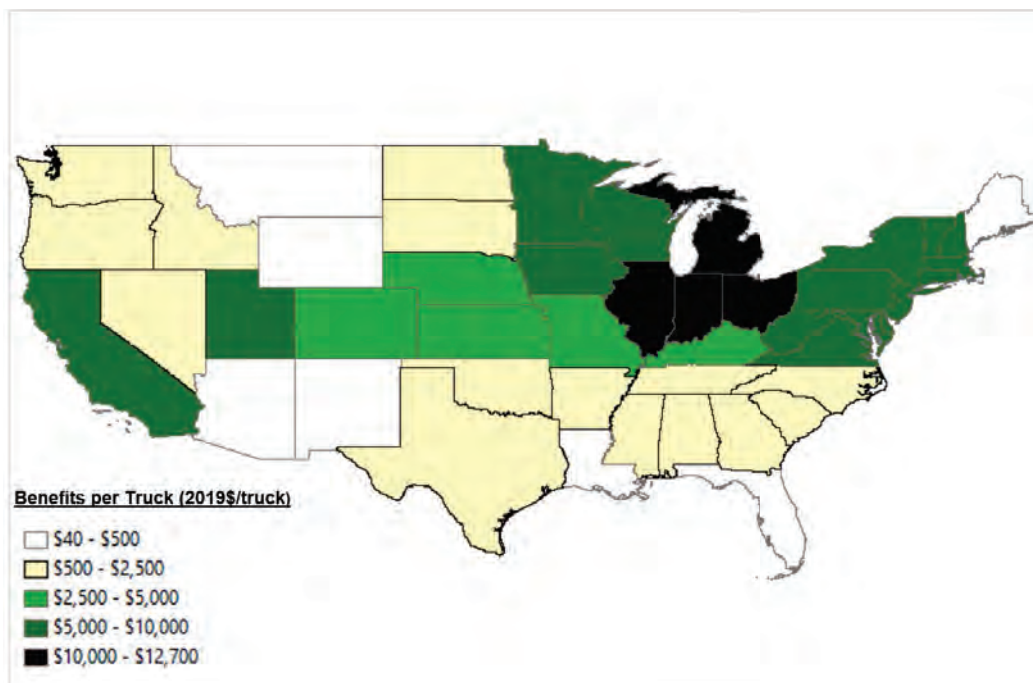 Benefits per Truck (2019$/truck)
$40 - $500
$500 - $2,500
$2,500 - $5,000
$5,000 - $10,000
$10,000 - $12,700